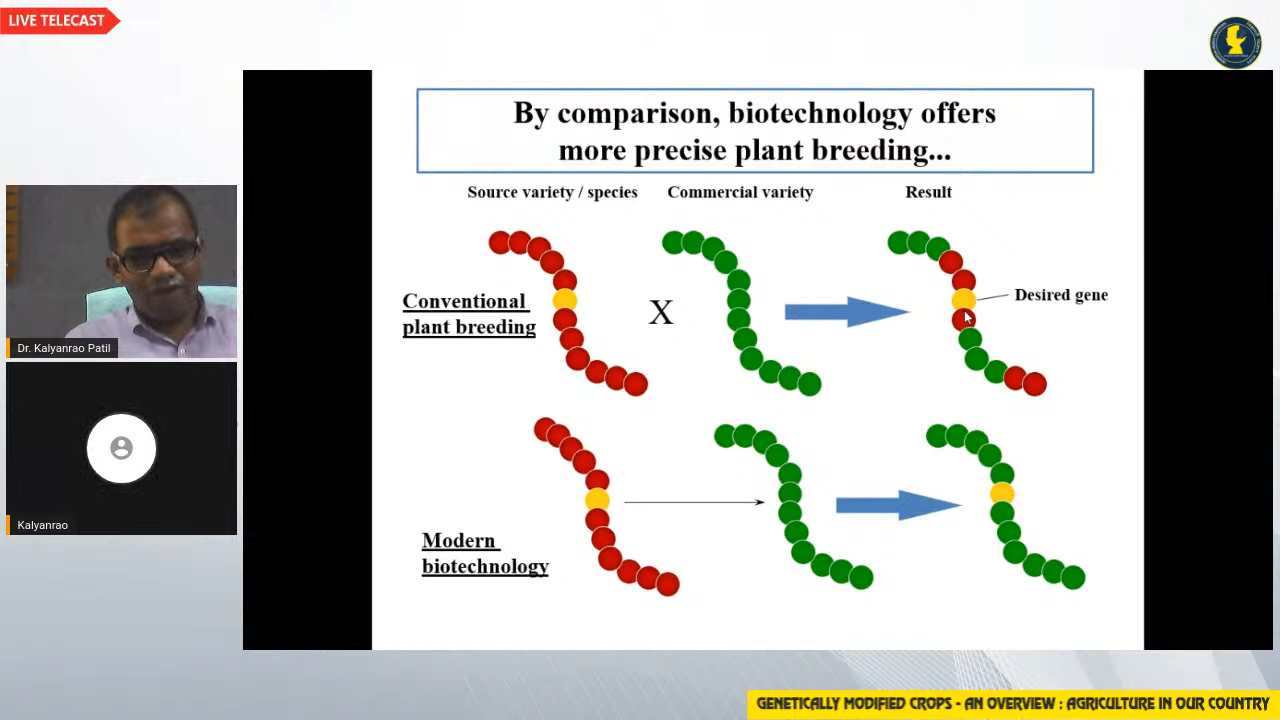 LIVE TELECAST
By comparison, biotechnology offers
more precise plant breeding...
Source variety / species
Commercial variety
Result
Conventional
plant breeding
X
Desired gene
Modern
biotechnology
Dr. Kalyanrao Patil
Kalyanrao
GENETICALLY MODIFIED CROPS - AN OVERVIEW : AGRICULTURE IN OUR COUNTRY